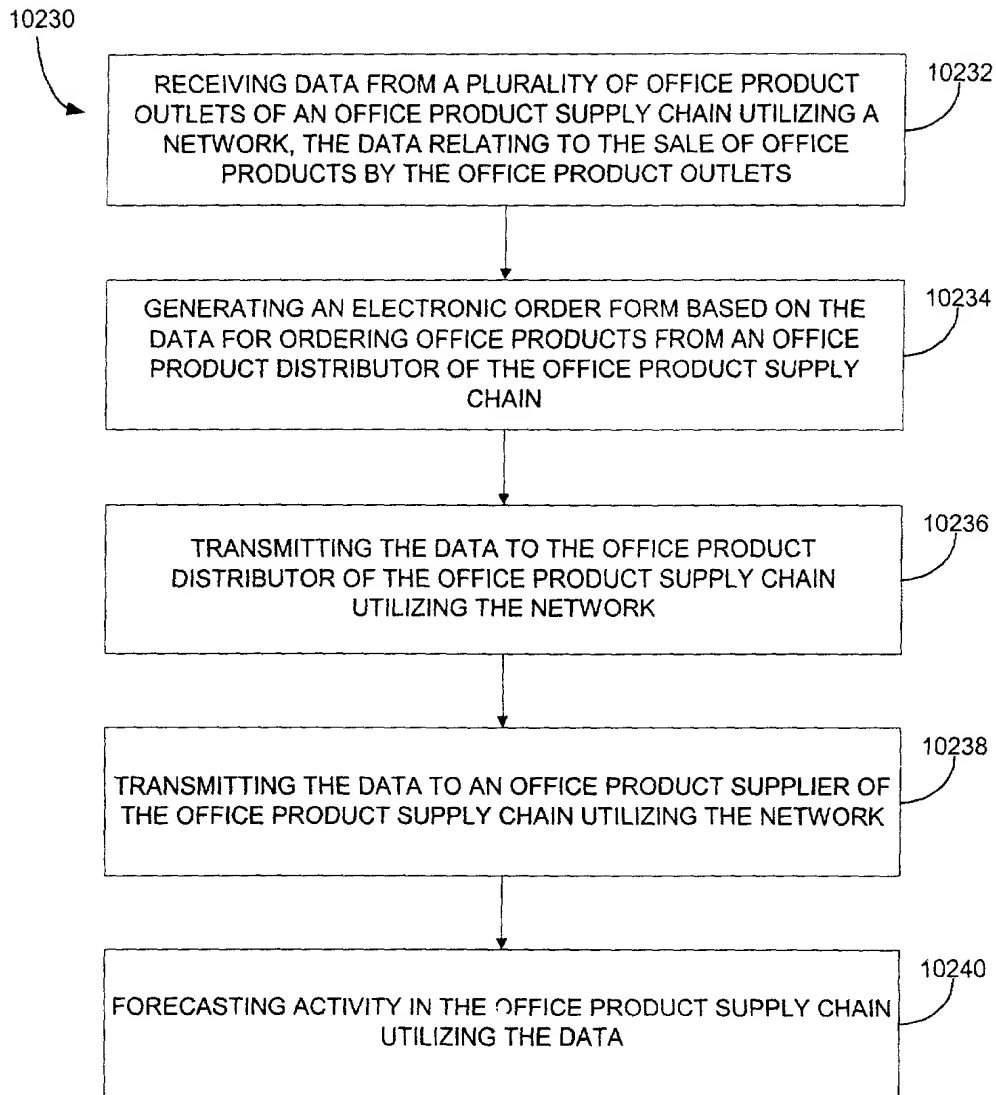 10230
RECEIVING DATA FROM A PLURALITY OF OFFICE PRODUCT
OUTLETS OF AN OFFICE PRODUCT SUPPLY CHAIN UTILIZING A
NETWORK, THE DATA RELATING TO THE SALE OF OFFICE
PRODUCTS BY THE OFFICE PRODUCT OUTLETS
10232
GENERATING AN ELECTRONIC ORDER FORM BASED ON THE
DATA FOR ORDERING OFFICE PRODUCTS FROM AN OFFICE
PRODUCT DISTRIBUTOR OF THE OFFICE PRODUCT SUPPLY
CHAIN
10234
TRANSMITTING THE DATA TO THE OFFICE PRODUCT
DISTRIBUTOR OF THE OFFICE PRODUCT SUPPLY CHAIN
UTILIZING THE NETWORK
10236
TRANSMITTING THE DATA TO AN OFFICE PRODUCT SUPPLIER OF
THE OFFICE PRODUCT SUPPLY CHAIN UTILIZING THE NETWORK
10238
FORECASTING ACTIVITY IN THE OFFICE PRODUCT SUPPLY CHAIN
UTILIZING THE DATA
10240